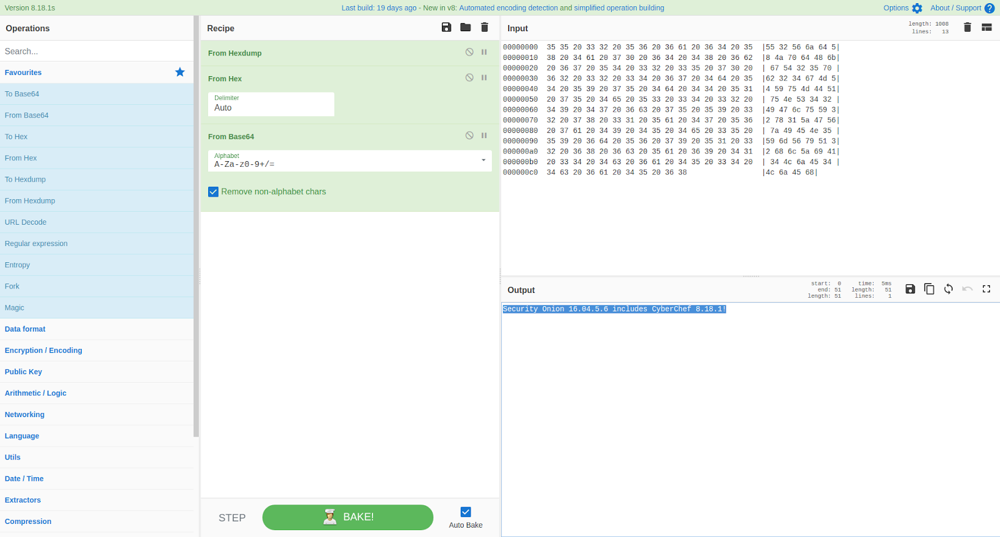 Version 8.18.1s
Last build: 19 days ago - New in v8: Automated encoding detection and simplified operation building
Options
About / Support
Operations
Search...
Favourites
To Base64
From Base64
To Hex
From Hex
To Hexdump
From Hexdump
URL Decode
Regular expression
Entropy
Fork
Magic
Data format
Encryption / Encoding
Public Key
Arithmetic / Logic
Networking
Language
Utils
Date / Time
Extractors
Compression
Recipe
From Hexdump
From Hex
Delimiter
Auto
From Base64
Alphabet
A-Za-z0-9+/=
Remove non-alphabet chars
STEP
BAKE!
Auto Bake
Input
length: 1008
lines: 13
00000000  35 35 20 33 32 20 35 36 20 36 61 20 36 34 20 35  |55 32 56 6a 64 5|
00000010  38 20 34 61 20 37 30 20 36 34 20 34 38 20 36 62  |8 4a 70 64 48 6b|
00000020  20 36 37 20 35 34 20 33 32 20 33 35 20 37 30 20  | 67 54 32 35 70 |
00000030  36 32 20 33 32 20 33 34 20 36 37 20 34 64 20 35  |62 32 34 67 4d 5|
00000040  34 20 35 39 20 37 35 20 34 64 20 34 34 20 35 31  |4 59 75 4d 44 51|
00000050  20 37 35 20 34 65 20 35 33 20 33 34 20 33 32 20  | 75 4e 53 34 32 |
00000060  34 39 20 34 37 20 36 63 20 37 35 20 35 39 20 33  |49 47 6c 75 59 3|
00000070  32 20 37 38 20 33 31 20 35 61 20 34 37 20 35 36  |2 78 31 5a 47 56|
00000080  20 37 61 20 34 39 20 34 35 20 34 65 20 33 35 20  | 7a 49 45 4e 35 |
00000090  35 39 20 36 64 20 35 36 20 37 39 20 35 31 20 33  |59 6d 56 79 51 3|
000000a0  32 20 36 38 20 36 63 20 35 61 20 36 39 20 34 31  |2 68 6c 5a 69 41|
000000b0  20 33 34 20 34 63 20 36 61 20 34 35 20 33 34 20  | 34 4c 6a 45 34 |
000000c0  34 63 20 36 61 20 34 35 20 36 38                 |4c 6a 45 68|
Output
start: 0 time: 5ms
end: 51 length: 51
length: 51 lines: 1
Security Onion 16.04.5.6 includes CyberChef 8.18.1!